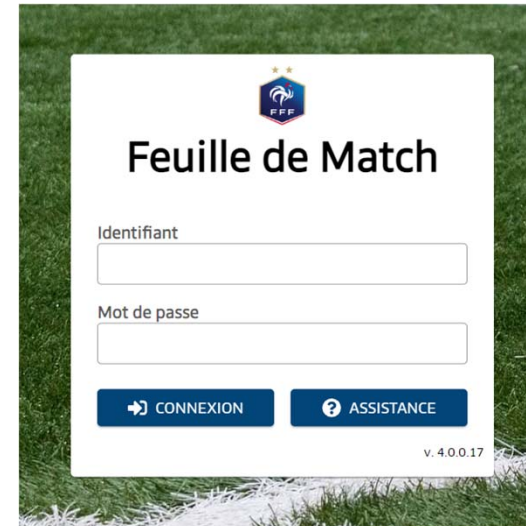 FFF
Feuille de Match
Identifiant
Mot de passe
CONNEXION
ASSISTANCE
v. 4.0.0.17